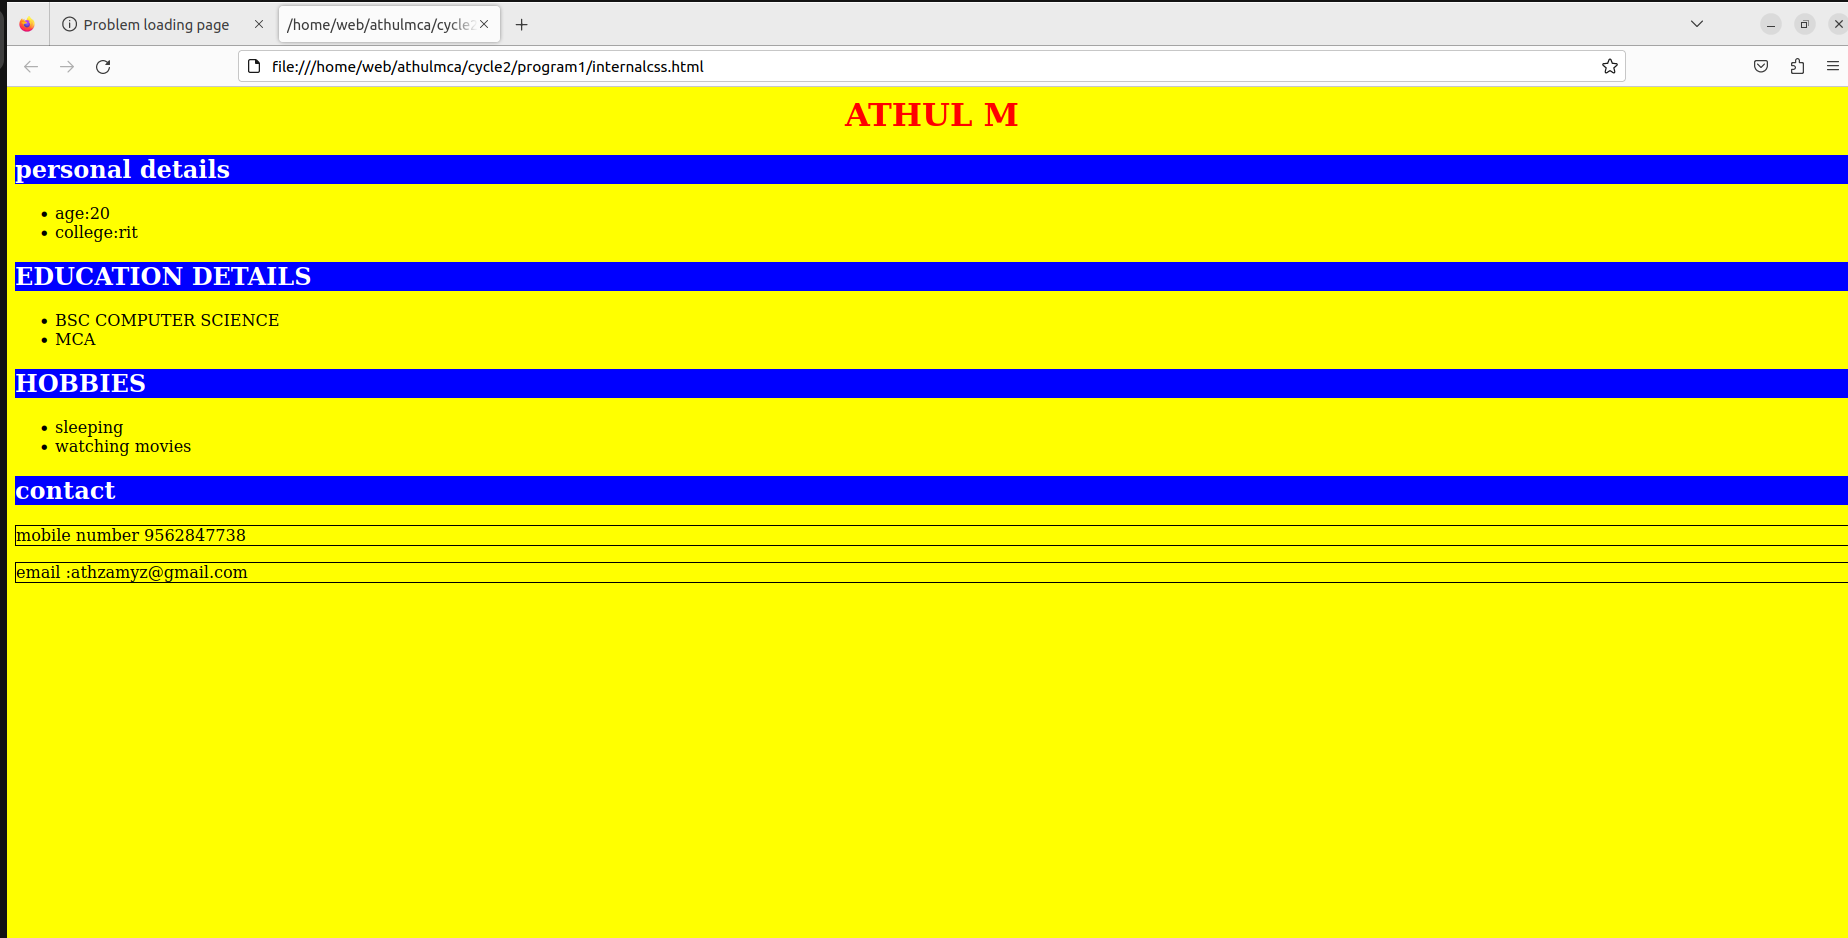 Problem loading page
/home/web/athulmca/cycle2
file:///home/web/athulmca/cycle2/program1/internalcss.html
ATHUL M
personal details
• age:20
• college:rit
EDUCATION DETAILS
• BSC COMPUTER SCIENCE
• MCA
HOBBIES
• sleeping
• watching movies
contact
mobile number 9562847738
email :athzamyz@gmail.com